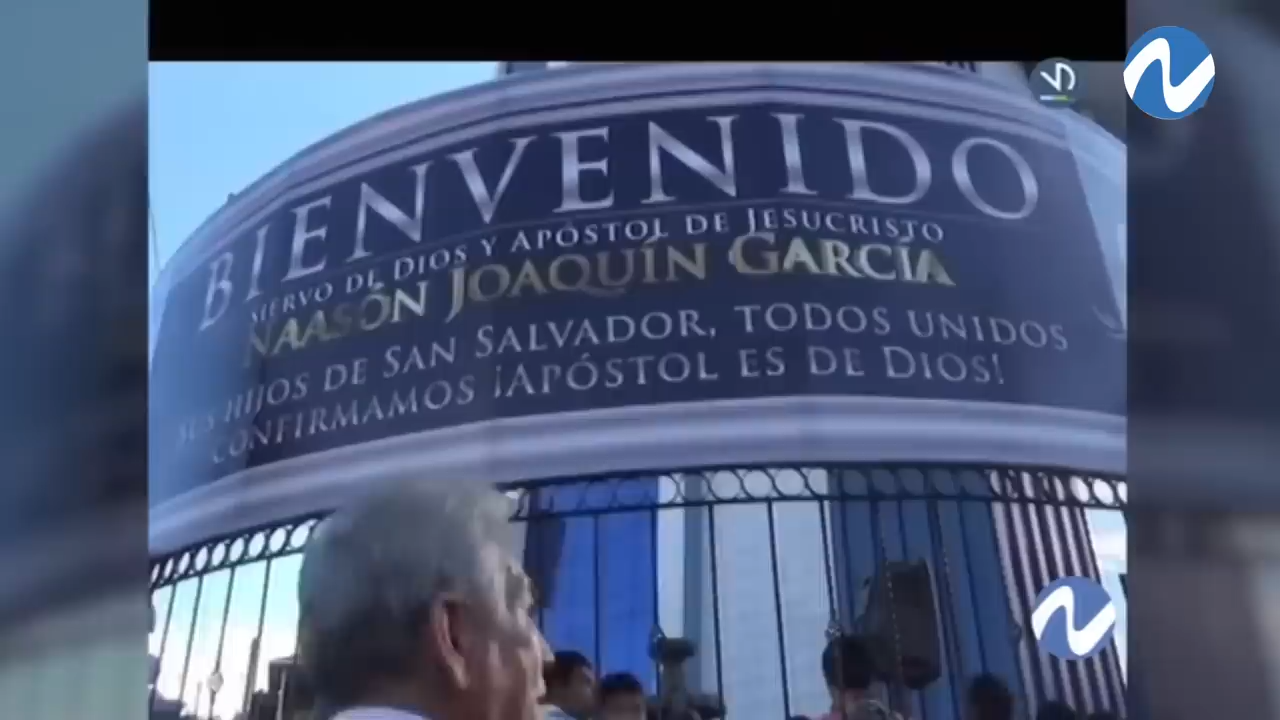 BIENVENIDO
SIERVO DE DIOS Y APÓSTOL DE JESUCRISTO
NAASÓN JOAQUÍN GARCÍA
SUS HIJOS DE SAN SALVADOR, TODOS UNIDOS
CONFIRMAMOS ¡APÓSTOL ES DE DIOS!